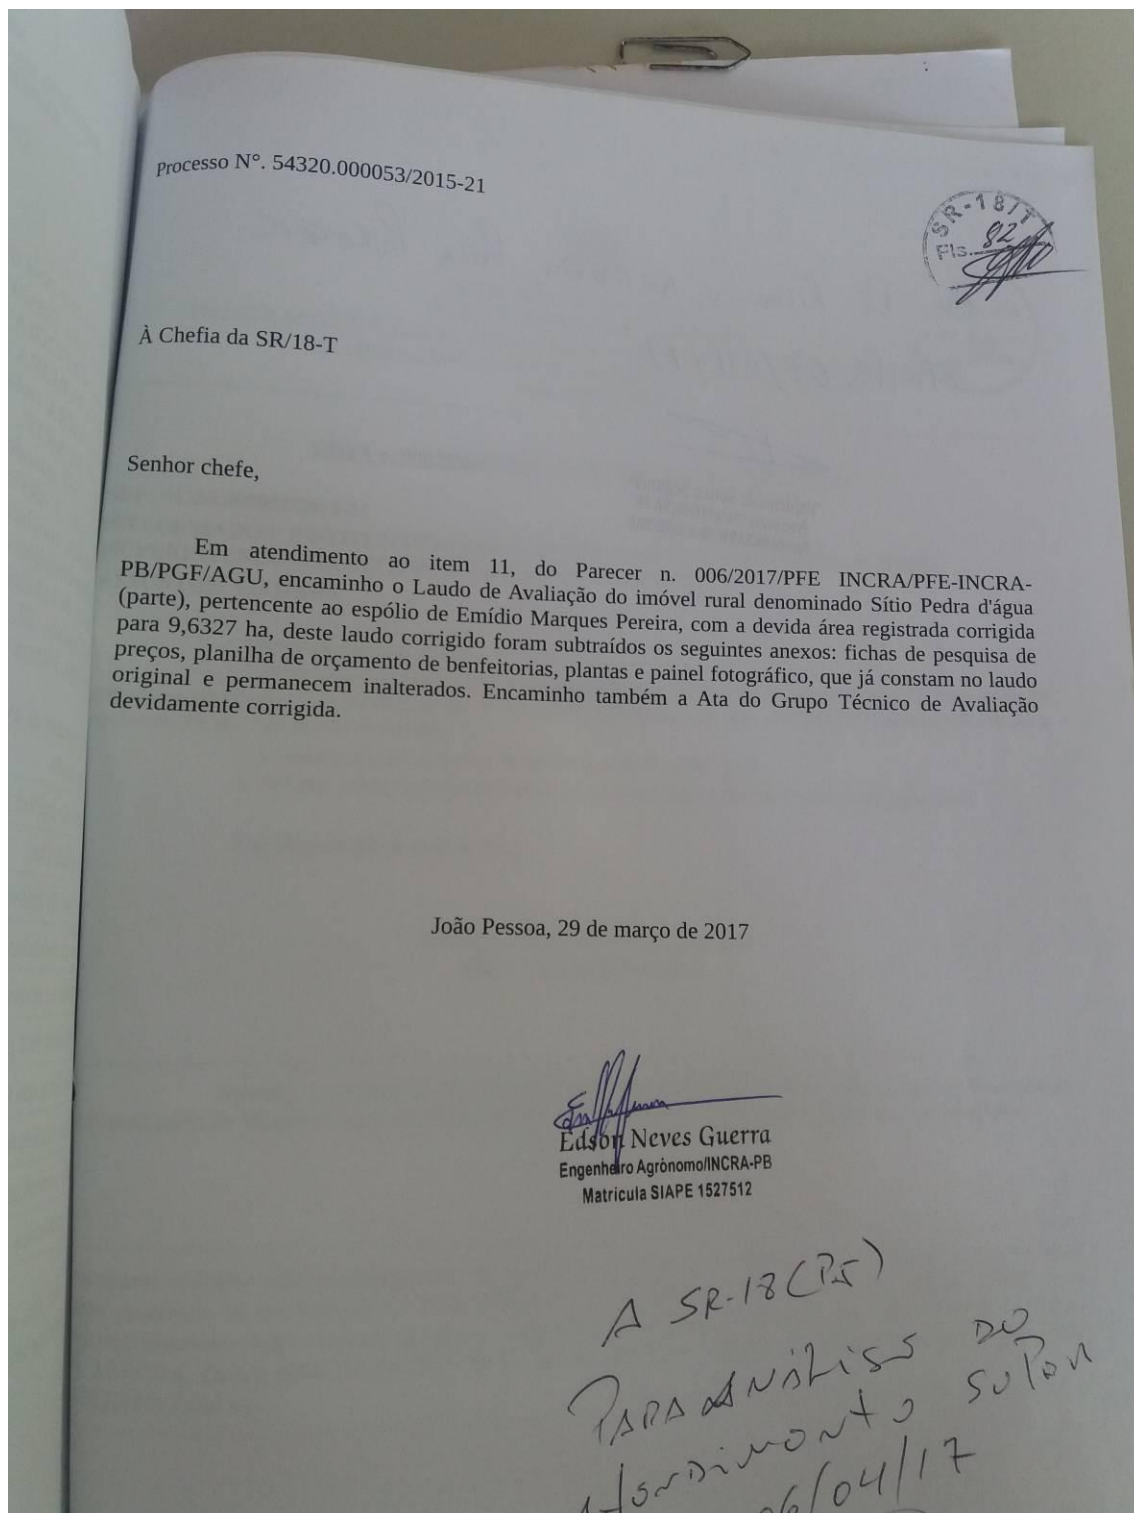 Processo N°. 54320.000053/2015-21
SR-18/T
Fls. 82
À Chefia da SR/18-T
Senhor chefe,
Em atendimento ao item 11, do Parecer n. 006/2017/PFE INCRA/PFE-INCRA-
PB/PGF/AGU, encaminho o Laudo de Avaliação do imóvel rural denominado Sítio Pedra d'água
(parte), pertencente ao espólio de Emídio Marques Pereira, com a devida área registrada corrigida
para 9,6327 ha, deste laudo corrigido foram subtraídos os seguintes anexos: fichas de pesquisa de
preços, planilha de orçamento de benfeitorias, plantas e painel fotográfico, que já constam no laudo
original e permanecem inalterados. Encaminho também a Ata do Grupo Técnico de Avaliação
devidamente corrigida.
João Pessoa, 29 de março de 2017
Edson Neves Guerra
Engenheiro Agrônomo/INCRA-PB
Matricula SIAPE 1527512
A SR-18 (PJ)
PARA ANÁLISE DO
SUPRA
06/04/17